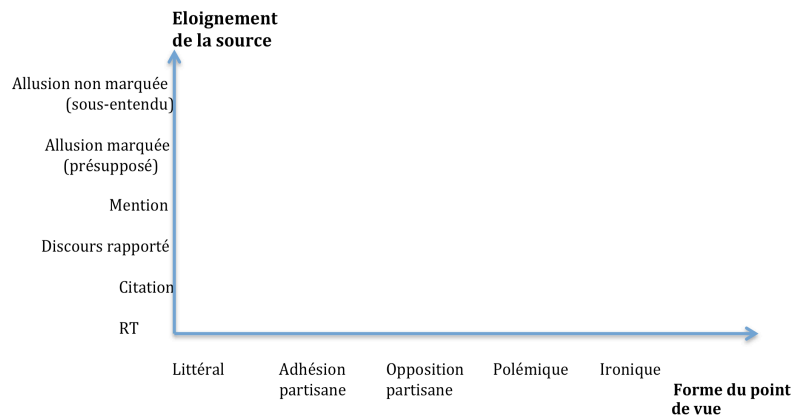 Eloignement
de la source
Allusion non marquée
(sous-entendu)
Allusion marquée
(présupposé)
Mention
Discours rapporté
Citation
RT
Littéral
Adhésion
partisane
Opposition
partisane
Polémique
Ironique
Forme du point
de vue